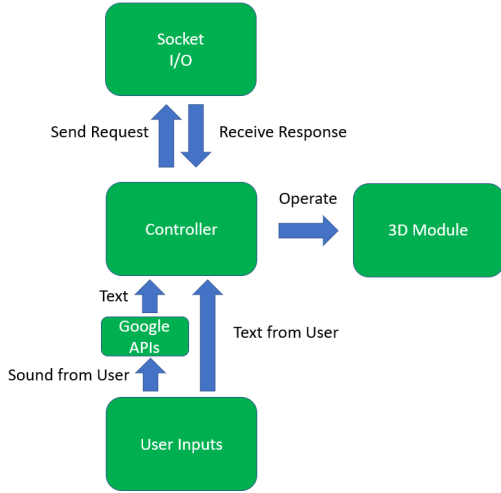 Socket
I/O
Send Request
Receive Response
Controller
Operate
3D Module
Text
Google
APIs
Text from User
Sound from User
User Inputs